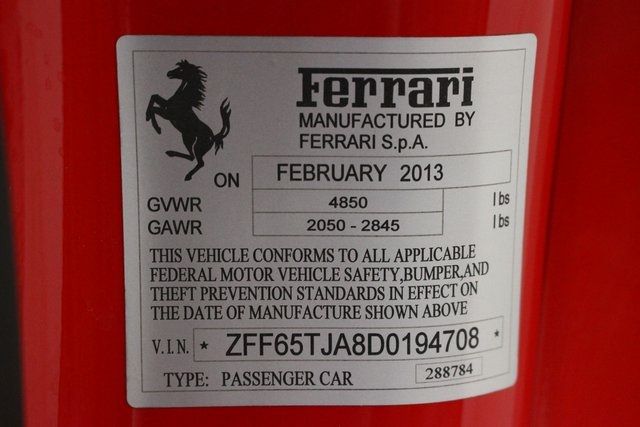 Ferrari
MANUFACTURED BY
FERRARI S.p.A.
ON FEBRUARY 2013
GVWR 4850 lbs
GAWR 2050 - 2845 lbs
THIS VEHICLE CONFORMS TO ALL APPLICABLE
FEDERAL MOTOR VEHICLE SAFETY,BUMPER,AND
THEFT PREVENTION STANDARDS IN EFFECT ON
THE DATE OF MANUFACTURE SHOWN ABOVE
V.I.N. * ZFF65TJA8D0194708 *
TYPE: PASSENGER CAR 288784